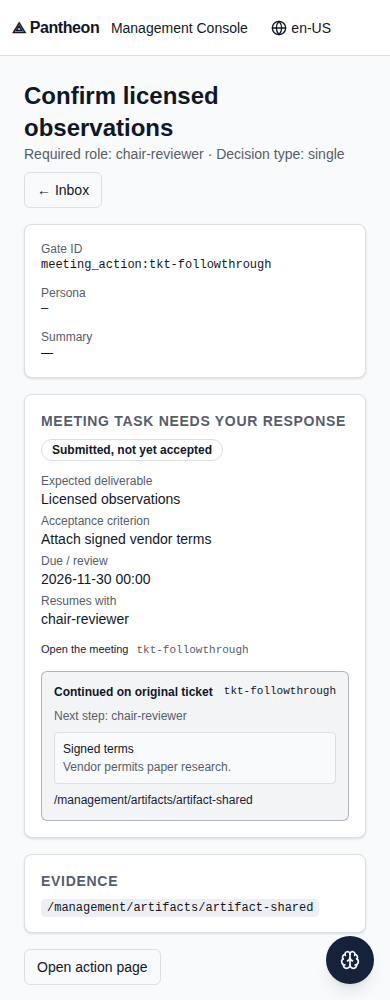 Pantheon Management Console en-US
Confirm licensed
observations
Required role: chair-reviewer · Decision type: single
← Inbox
Gate ID
meeting_action:tkt-followthrough
Persona
–
Summary
—
MEETING TASK NEEDS YOUR RESPONSE
Submitted, not yet accepted
Expected deliverable
Licensed observations
Acceptance criterion
Attach signed vendor terms
Due / review
2026-11-30 00:00
Resumes with
chair-reviewer
Open the meeting tkt-followthrough
Continued on original ticket tkt-followthrough
Next step: chair-reviewer
Signed terms
Vendor permits paper research.
/management/artifacts/artifact-shared
EVIDENCE
/management/artifacts/artifact-shared
Open action page